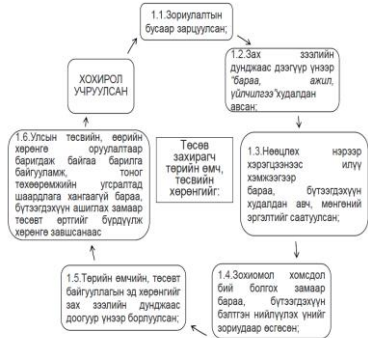 1.1.Зориулалтын
бусаар зарцуулсан;
1.2.Зах зээлийн
дунджаас дээгүүр үнээр
"бараа, ажил,
үйлчилгээ"худалдан
авсан;
1.3.Нөөцлөх нэрээр
хэрэгцээнээс илүү
хэмжээгээр
бараа, бүтээгдэхүүн
худалдан авч, мөнгөний
эргэлтийг саатуулсан;
1.4.Зохиомол хомсдол
бий болгох замаар
бараа, бүтээгдэхүүн
бэлтгэн нийлүүлэх үнийг
зориудаар өсгөсөн;
1.5.Төрийн өмчийн, төсөвт
байгууллагын эд хөрөнгийг
зах зээлийн дунджаас
доогуур үнээр борлуулсан;
1.6.Улсын төсвийн, өөрийн
хөрөнгө оруулалтаар
баригдаж байгаа барилга
байгууламж, тоног
төхөөрөмжийн угсралтад
шаардлага хангаагүй бараа,
бүтээгдэхүүн ашиглах замаар
төсөвт өртгийг бүрдүүлж
хөрөнгө завшсанаас
ХОХИРОЛ
УЧРУУЛСАН
Төсөв
захирагч
төрийн өмч,
төсвийн
хөрөнгийг: